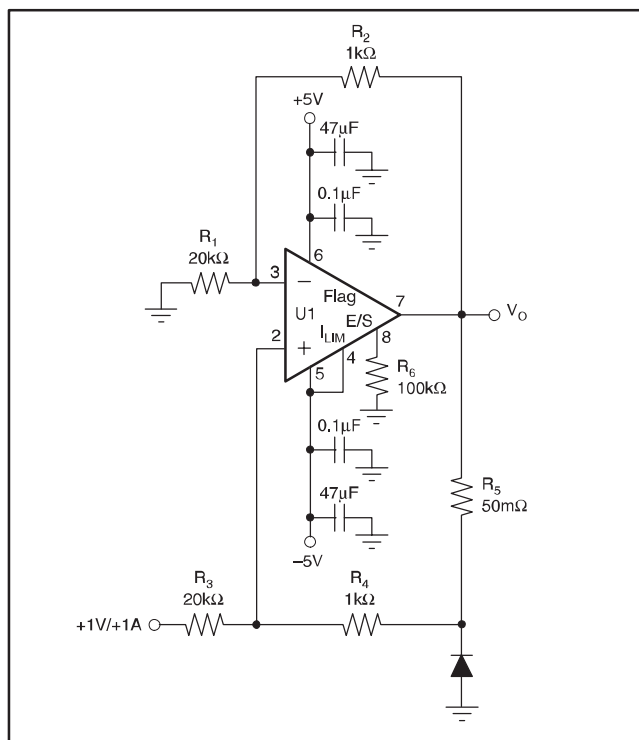 R2
1kΩ
+5V
47µF
0.1µF
R1
20kΩ
6
3
–
Flag
7
VO
U1
E/S
2
+
ILIM
8
4
5
R6
100kΩ
0.1µF
R5
50mΩ
47µF
–5V
R3
20kΩ
R4
1kΩ
+1V/+1A